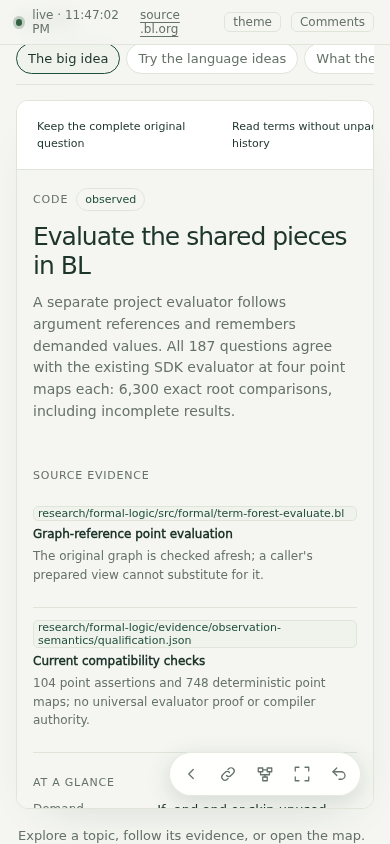 live · 11:47:02
PM
source
.bl.org
theme
Comments
The big idea
Try the language ideas
What the
Keep the complete original
question
Read terms without unpac
history
CODE
observed
Evaluate the shared pieces
in BL
A separate project evaluator follows
argument references and remembers
demanded values. All 187 questions agree
with the existing SDK evaluator at four point
maps each: 6,300 exact root comparisons,
including incomplete results.
SOURCE EVIDENCE
research/formal-logic/src/formal/term-forest-evaluate.bl
Graph-reference point evaluation
The original graph is checked afresh; a caller's
prepared view cannot substitute for it.
research/formal-logic/evidence/observation-
semantics/qualification.json
Current compatibility checks
104 point assertions and 748 deterministic point
maps; no universal evaluator proof or compiler
authority.
AT A GLANCE
Demand
If, and and or skip unused
Explore a topic, follow its evidence, or open the map.